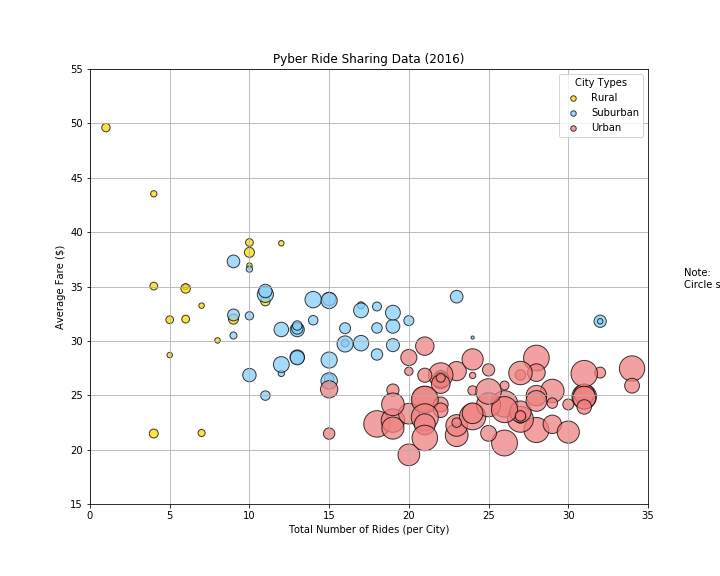 Pyber Ride Sharing Data (2016)
City Types
Rural
Suburban
Urban
55
50
45
40
35
30
25
20
15
Average Fare ($)
0
5
10
15
20
25
30
35
Total Number of Rides (per City)
Note:
Circle s